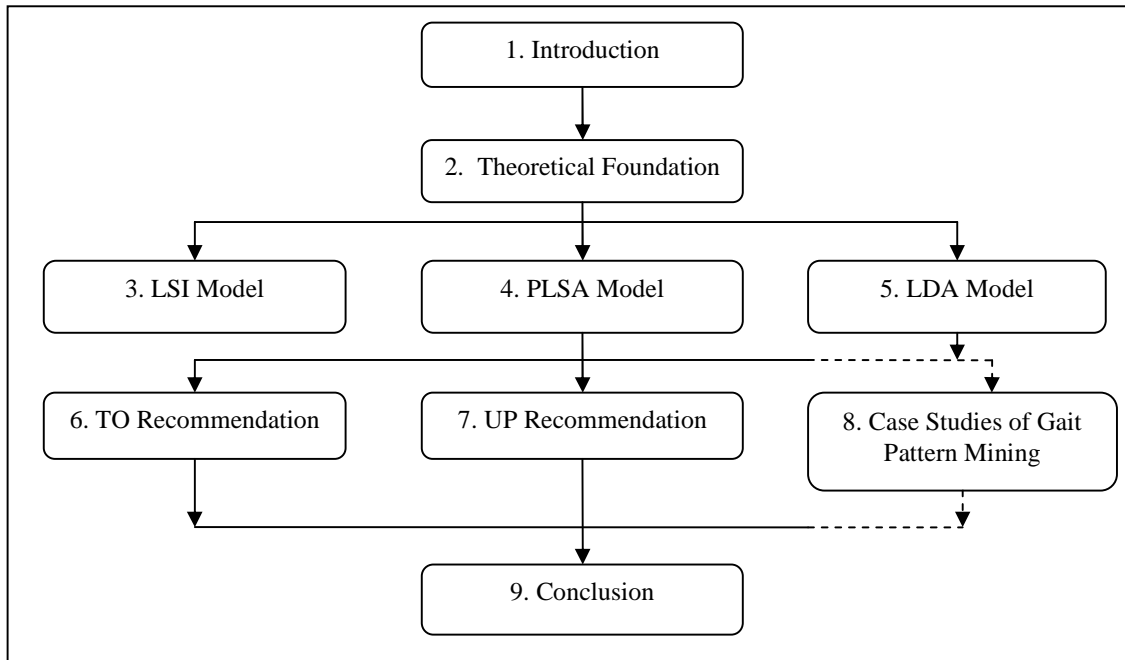 1. Introduction
2. Theoretical Foundation
3. LSI Model
4. PLSA Model
5. LDA Model
6. TO Recommendation
7. UP Recommendation
8. Case Studies of Gait
Pattern Mining
9. Conclusion